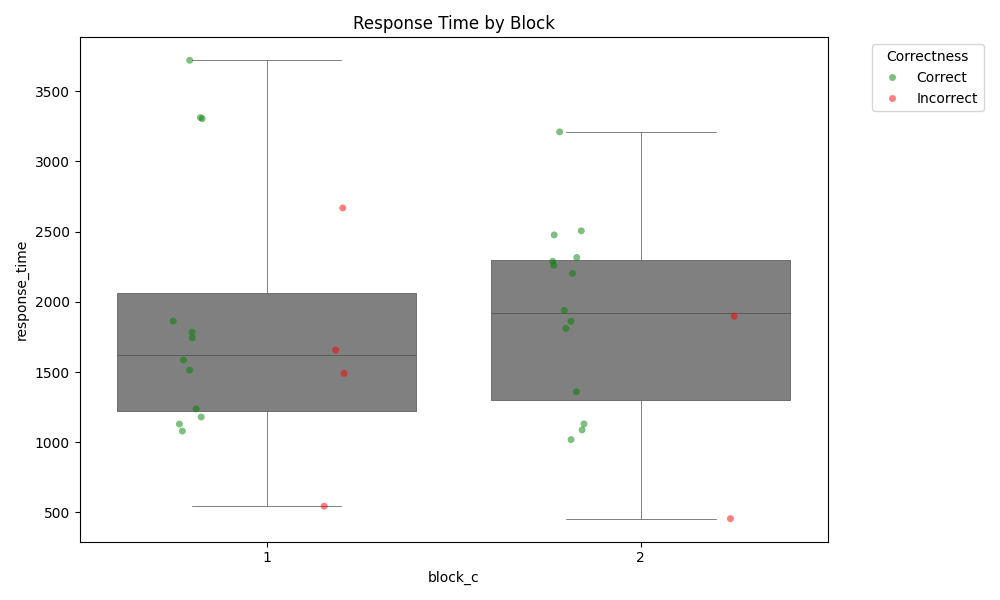 Response Time by Block
Correctness
Correct
Incorrect
response_time
3500
3000
2500
2000
1500
1000
500
1
2
block_c